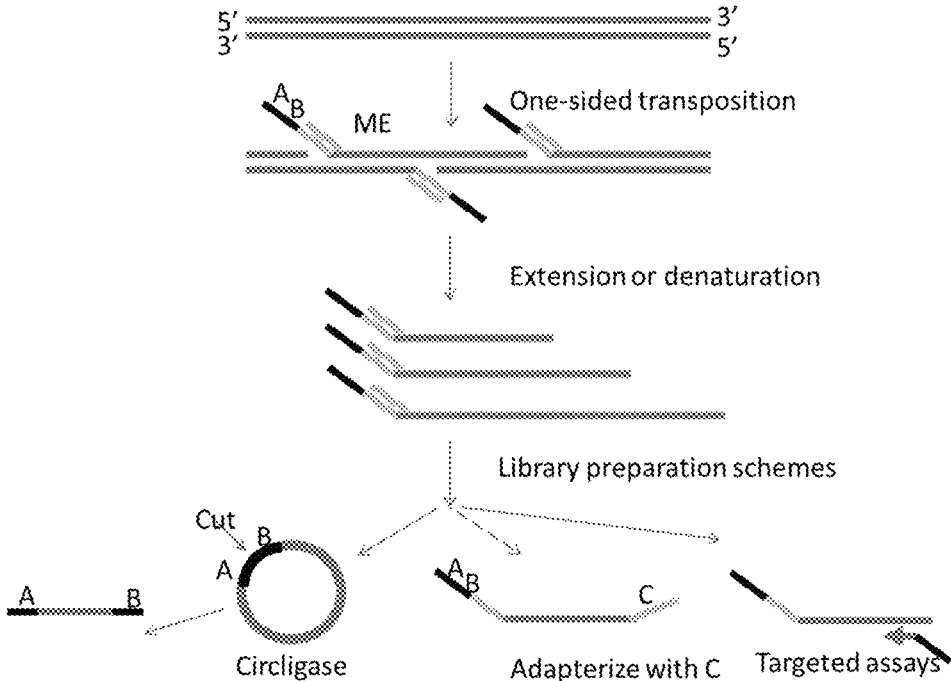 5’ 3’
3’ 5’
A B
ME
One-sided transposition
Extension or denaturation
Library preparation schemes
Cut
B
A
A B
A B
C
Circligase
Adapterize with C
Targeted assays